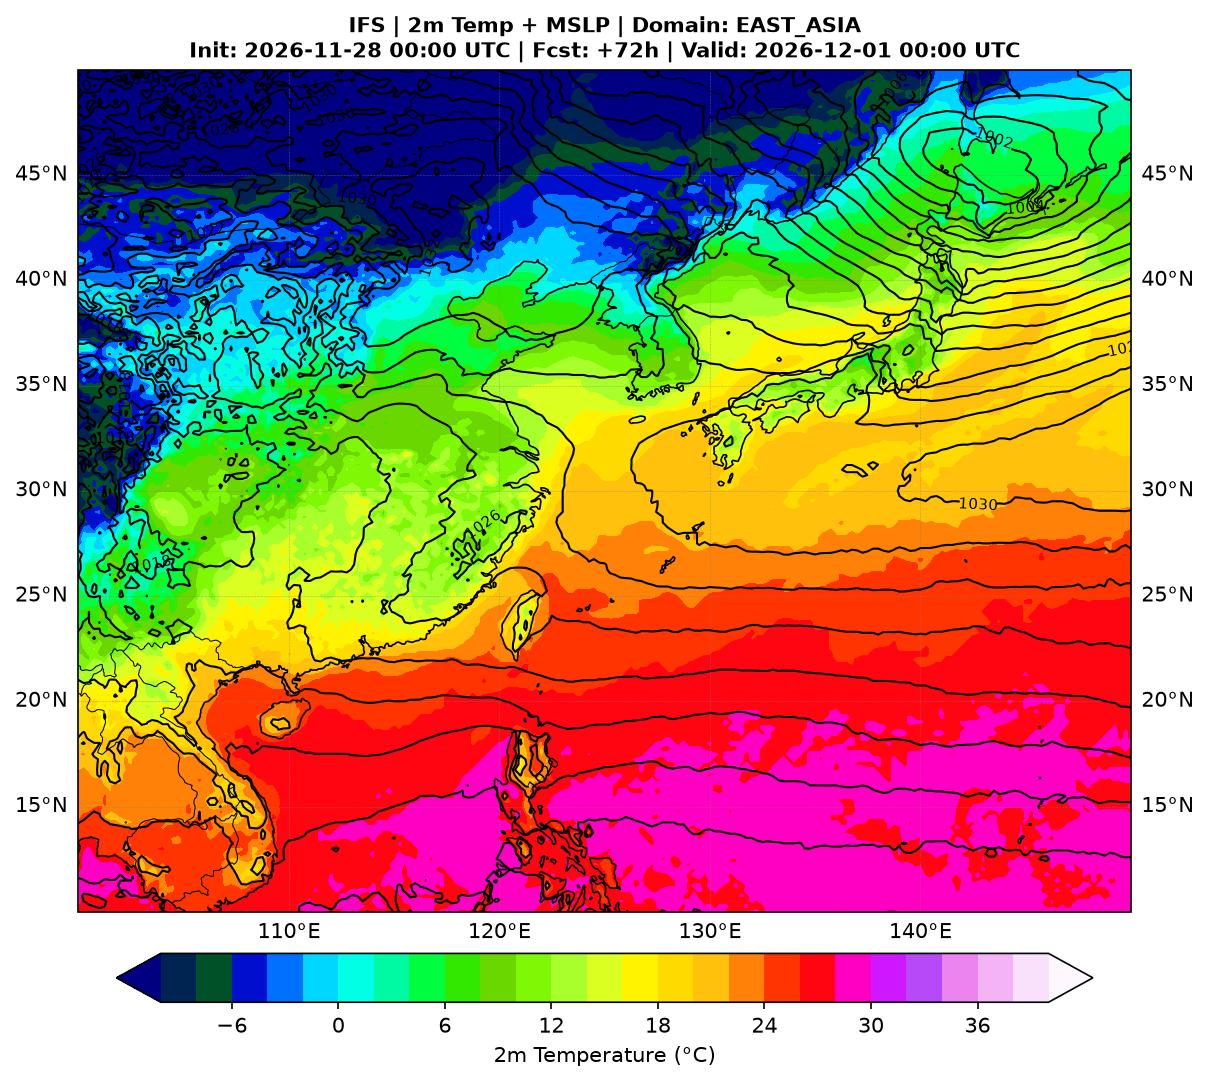 IFS | 2m Temp + MSLP | Domain: EAST_ASIA
Init: 2026-11-28 00:00 UTC | Fcst: +72h | Valid: 2026-12-01 00:00 UTC
1002
45°N 45°N
40°N 40°N
35°N 35°N
30°N 30°N
1030
1026
25°N 25°N
20°N 20°N
15°N 15°N
110°E 120°E 130°E 140°E
−6 0 6 12 18 24 30 36
2m Temperature (°C)